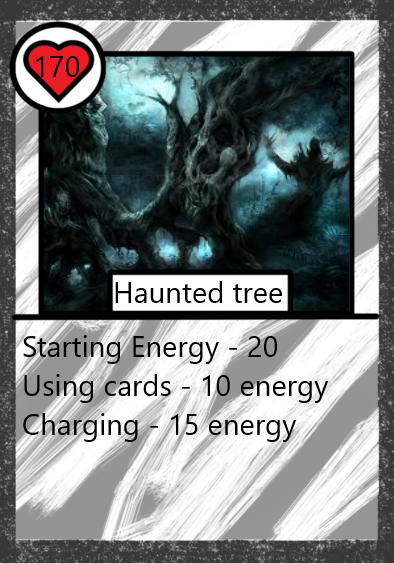 170
Haunted tree
Starting Energy - 20
Using cards - 10 energy
Charging - 15 energy